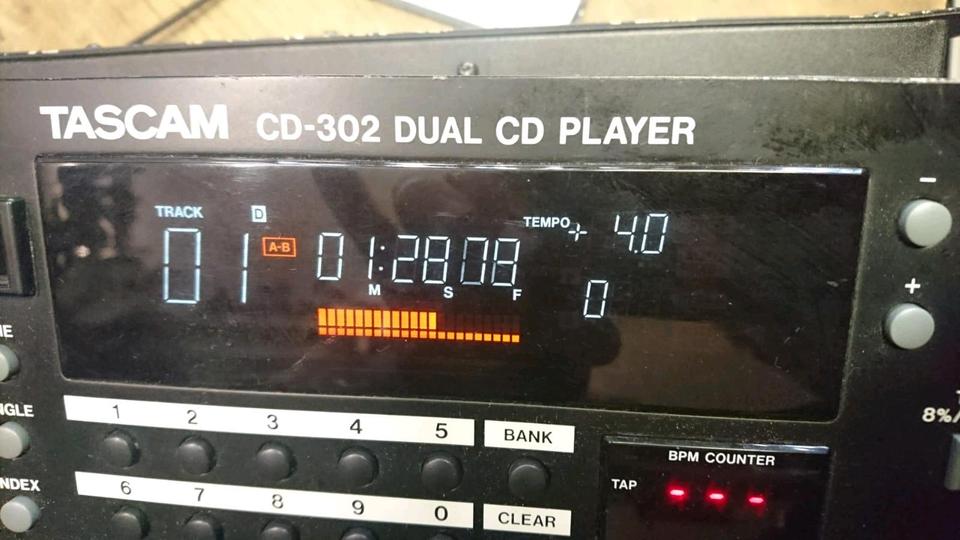 TASCAM CD-302 DUAL CD PLAYER
TRACK D TEMPO + 4.0
01 A-B 01:28 08
M S F
0
1 2 3 4 5 BANK
6 7 8 9 0 CLEAR
BPM COUNTER
TAP - - -
-
+
8%/